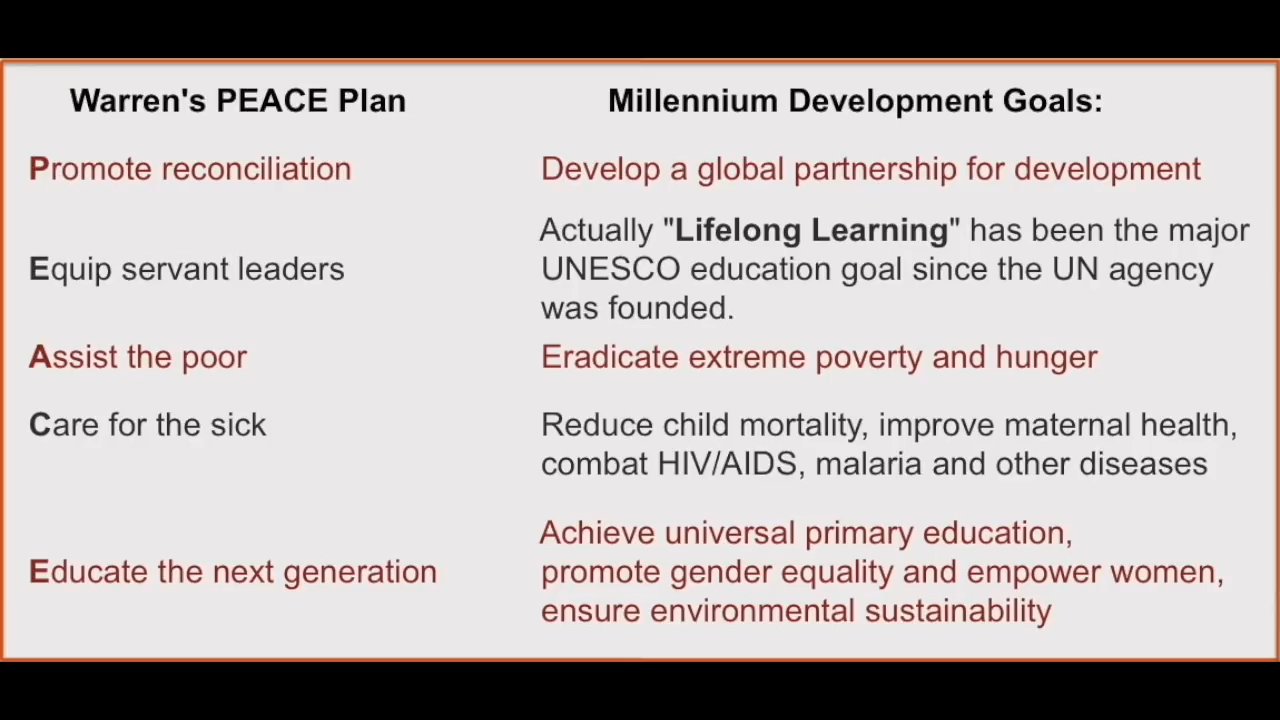 Warren's PEACE Plan
Millennium Development Goals:
Promote reconciliation
Develop a global partnership for development
Equip servant leaders
Actually "Lifelong Learning" has been the major
UNESCO education goal since the UN agency
was founded.
Assist the poor
Eradicate extreme poverty and hunger
Care for the sick
Reduce child mortality, improve maternal health,
combat HIV/AIDS, malaria and other diseases
Educate the next generation
Achieve universal primary education,
promote gender equality and empower women,
ensure environmental sustainability